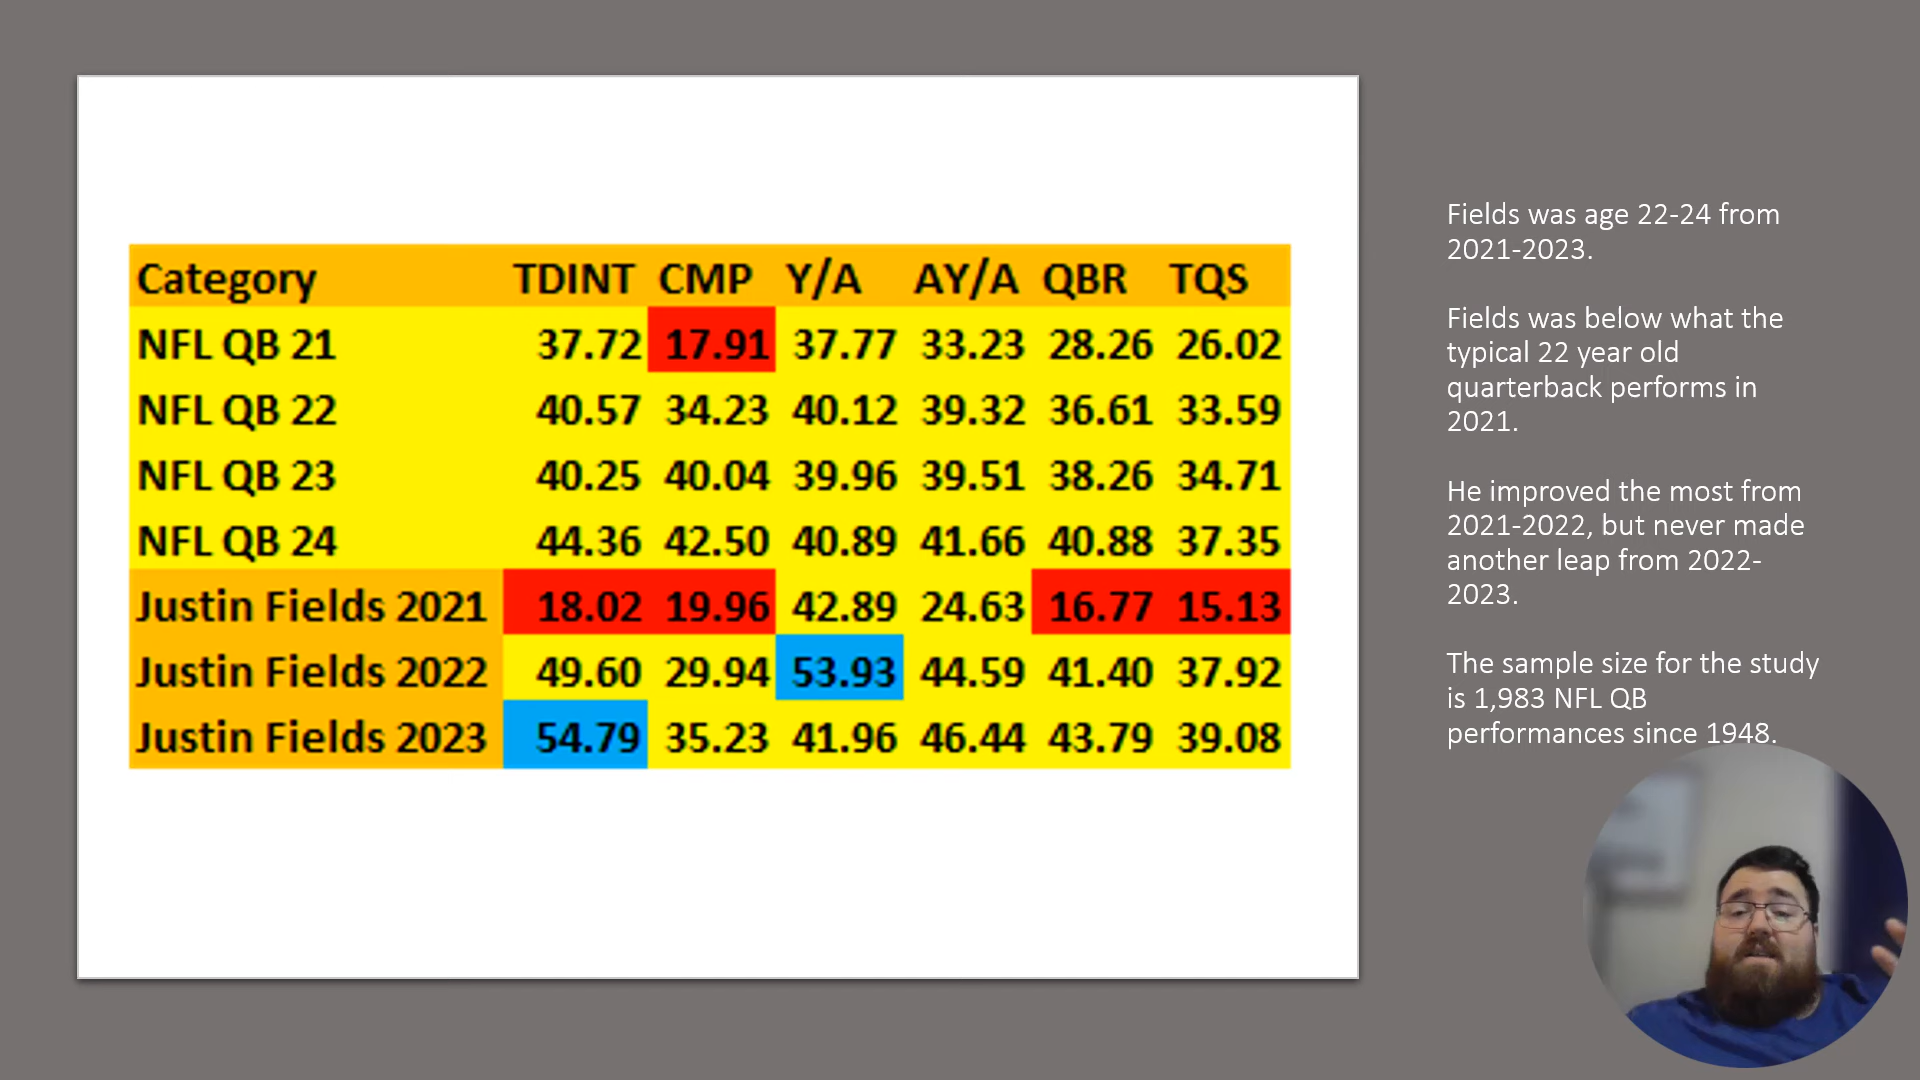 Category TDINT CMP Y/A AY/A QBR TQS
NFL QB 21 37.72 17.91 37.77 33.23 28.26 26.02
NFL QB 22 40.57 34.23 40.12 39.32 36.61 33.59
NFL QB 23 40.25 40.04 39.96 39.51 38.26 34.71
NFL QB 24 44.36 42.50 40.89 41.66 40.88 37.35
Justin Fields 2021 18.02 19.96 42.89 24.63 16.77 15.13
Justin Fields 2022 49.60 29.94 53.93 44.59 41.40 37.92
Justin Fields 2023 54.79 35.23 41.96 46.44 43.79 39.08
Fields was age 22-24 from
2021-2023.
Fields was below what the
typical 22 year old
quarterback performs in
2021.
He improved the most from
2021-2022, but never made
another leap from 2022-
2023.
The sample size for the study
is 1,983 NFL QB
performances since 1948.